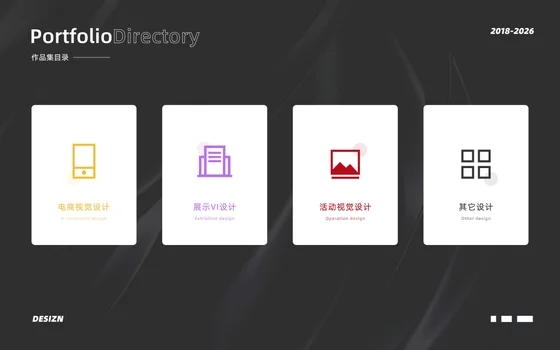 PortfolioDirectory
2018-2026
作品集目录
电商视觉设计
展示VI设计
Exhibition design
活动视觉设计
Operation design
其它设计
Other design
DESIZN